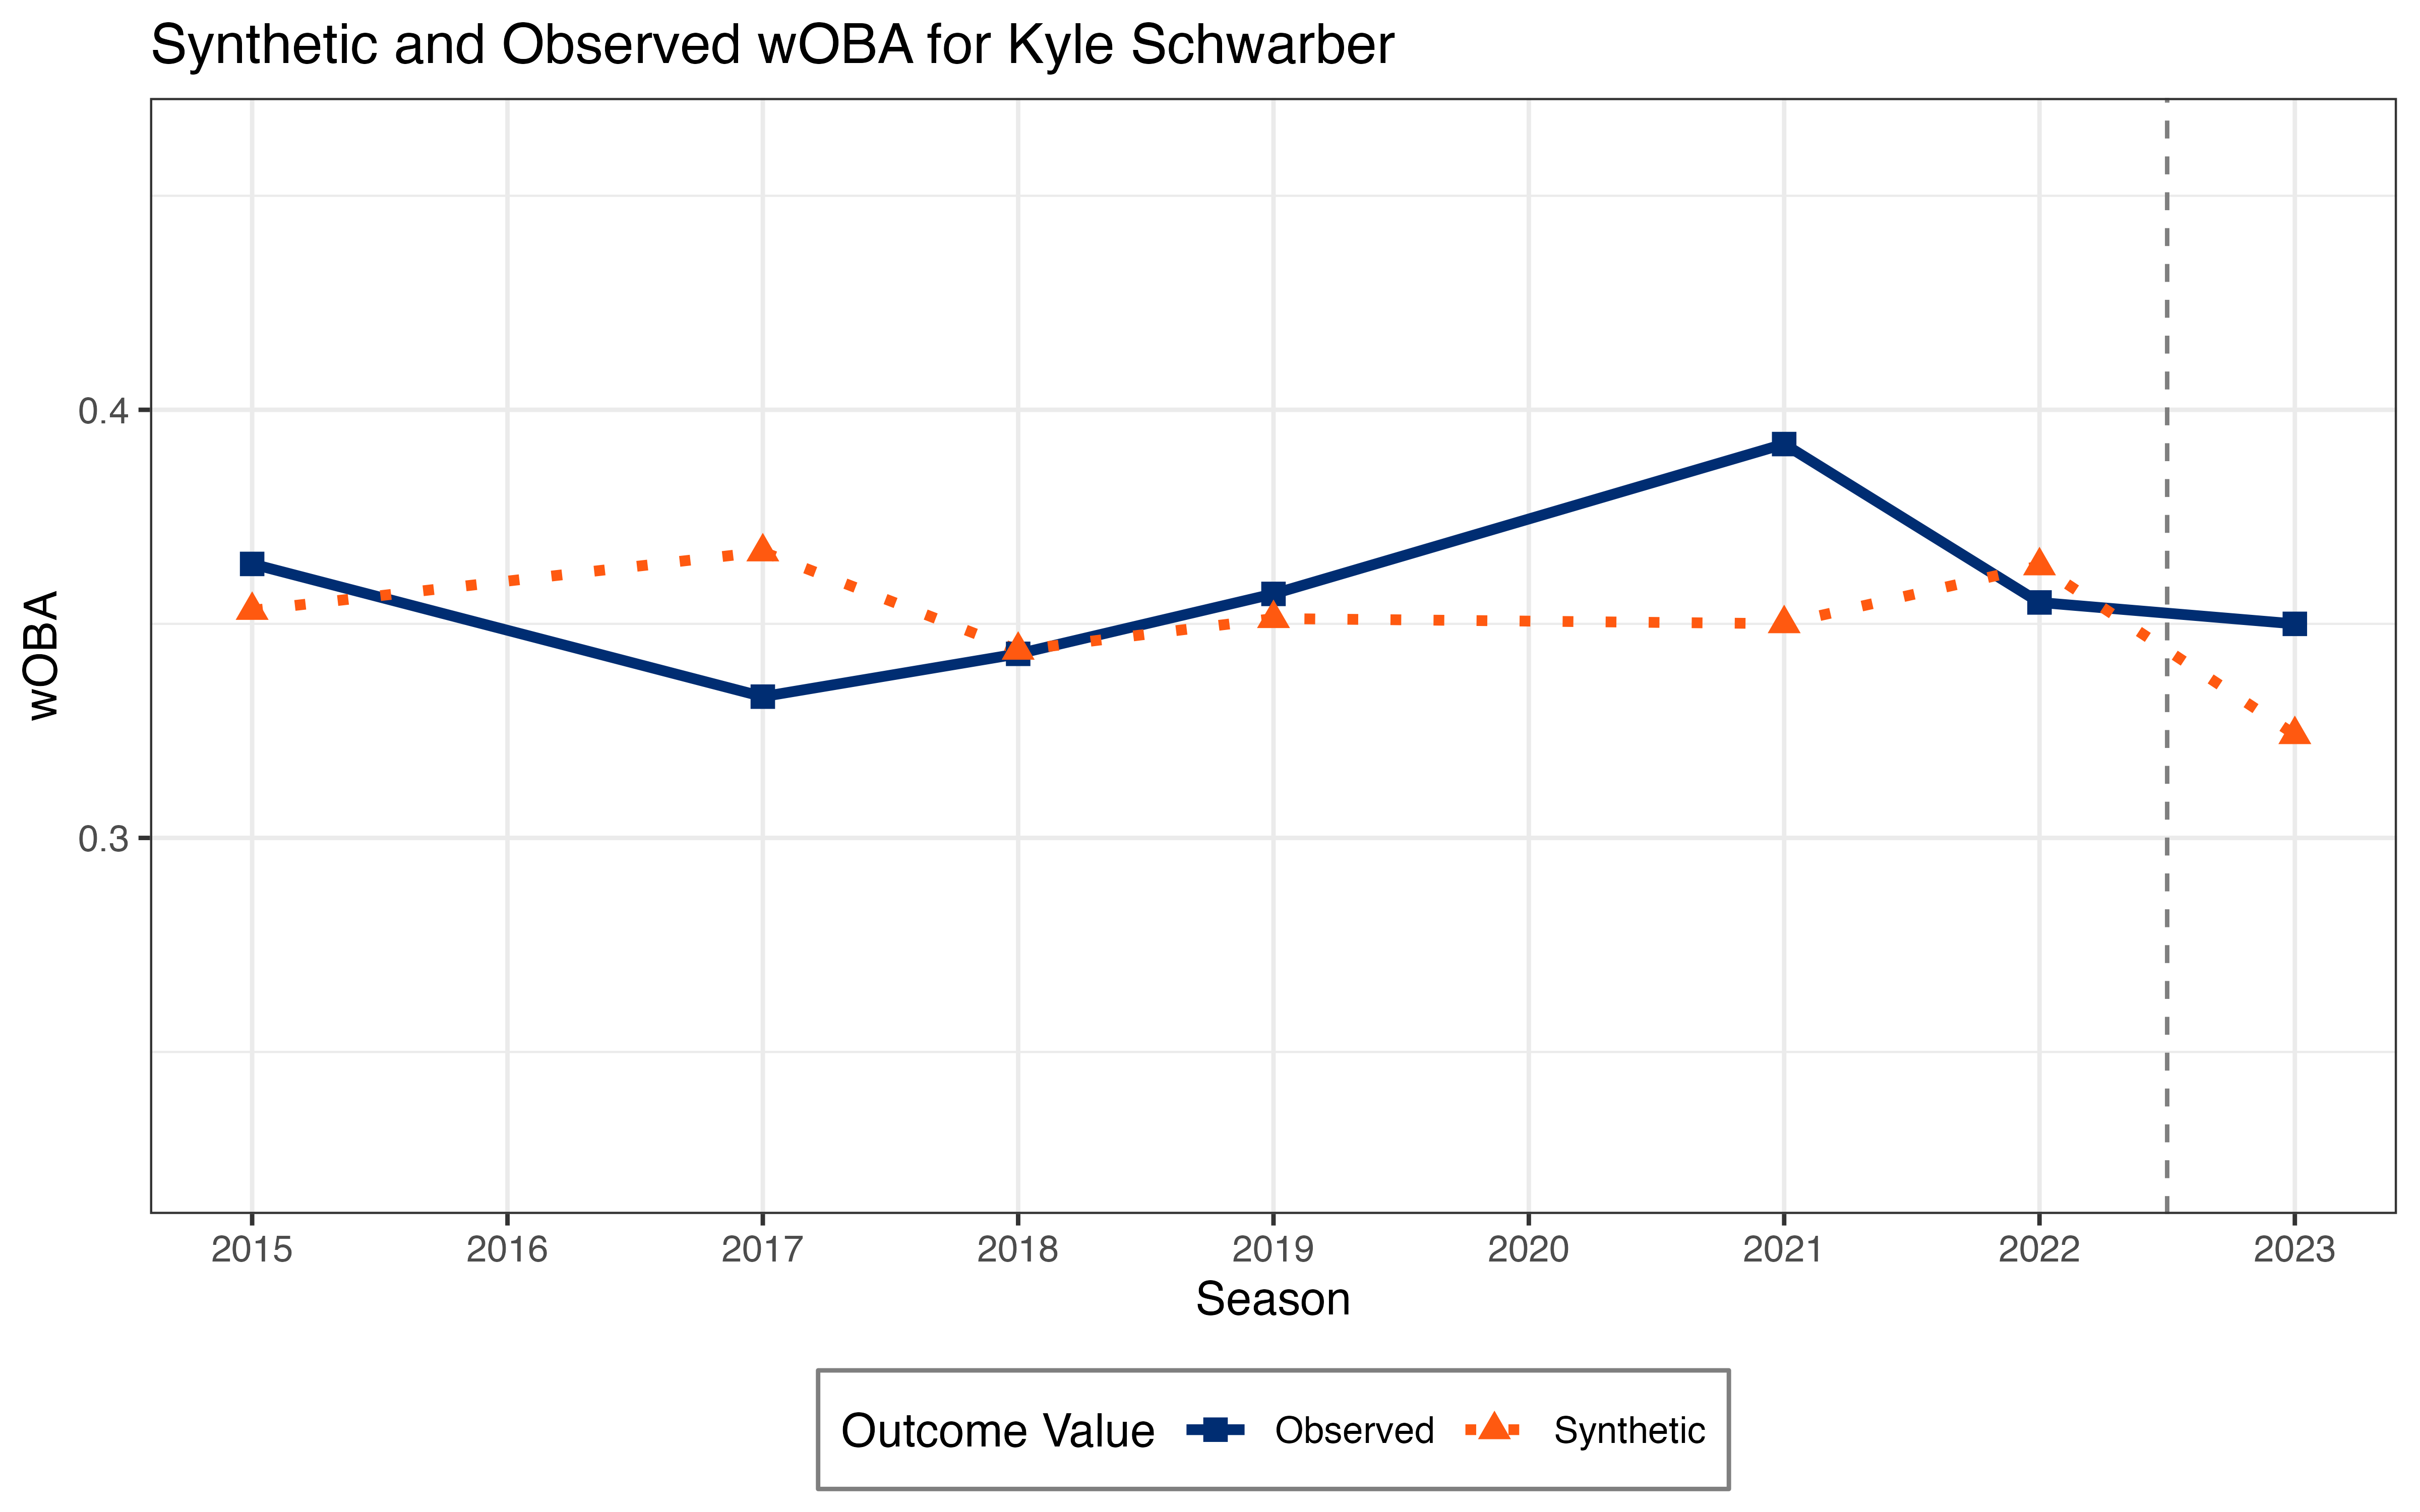 Synthetic and Observed wOBA for Kyle Schwarber
wOBA
0.4
0.3
2015 2016 2017 2018 2019 2020 2021 2022 2023
Season
Outcome Value Observed Synthetic